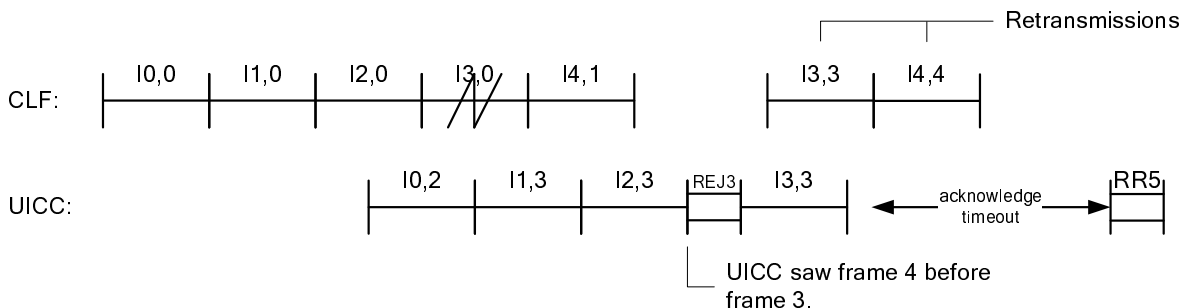 Retransmissions
CLF:
I0,0 I1,0 I2,0 I3,0 I4,1 I3,3 I4,4
UICC:
I0,2 I1,3 I2,3 REJ3 I3,3 RR5
acknowledge
timeout
UICC saw frame 4 before
frame 3.